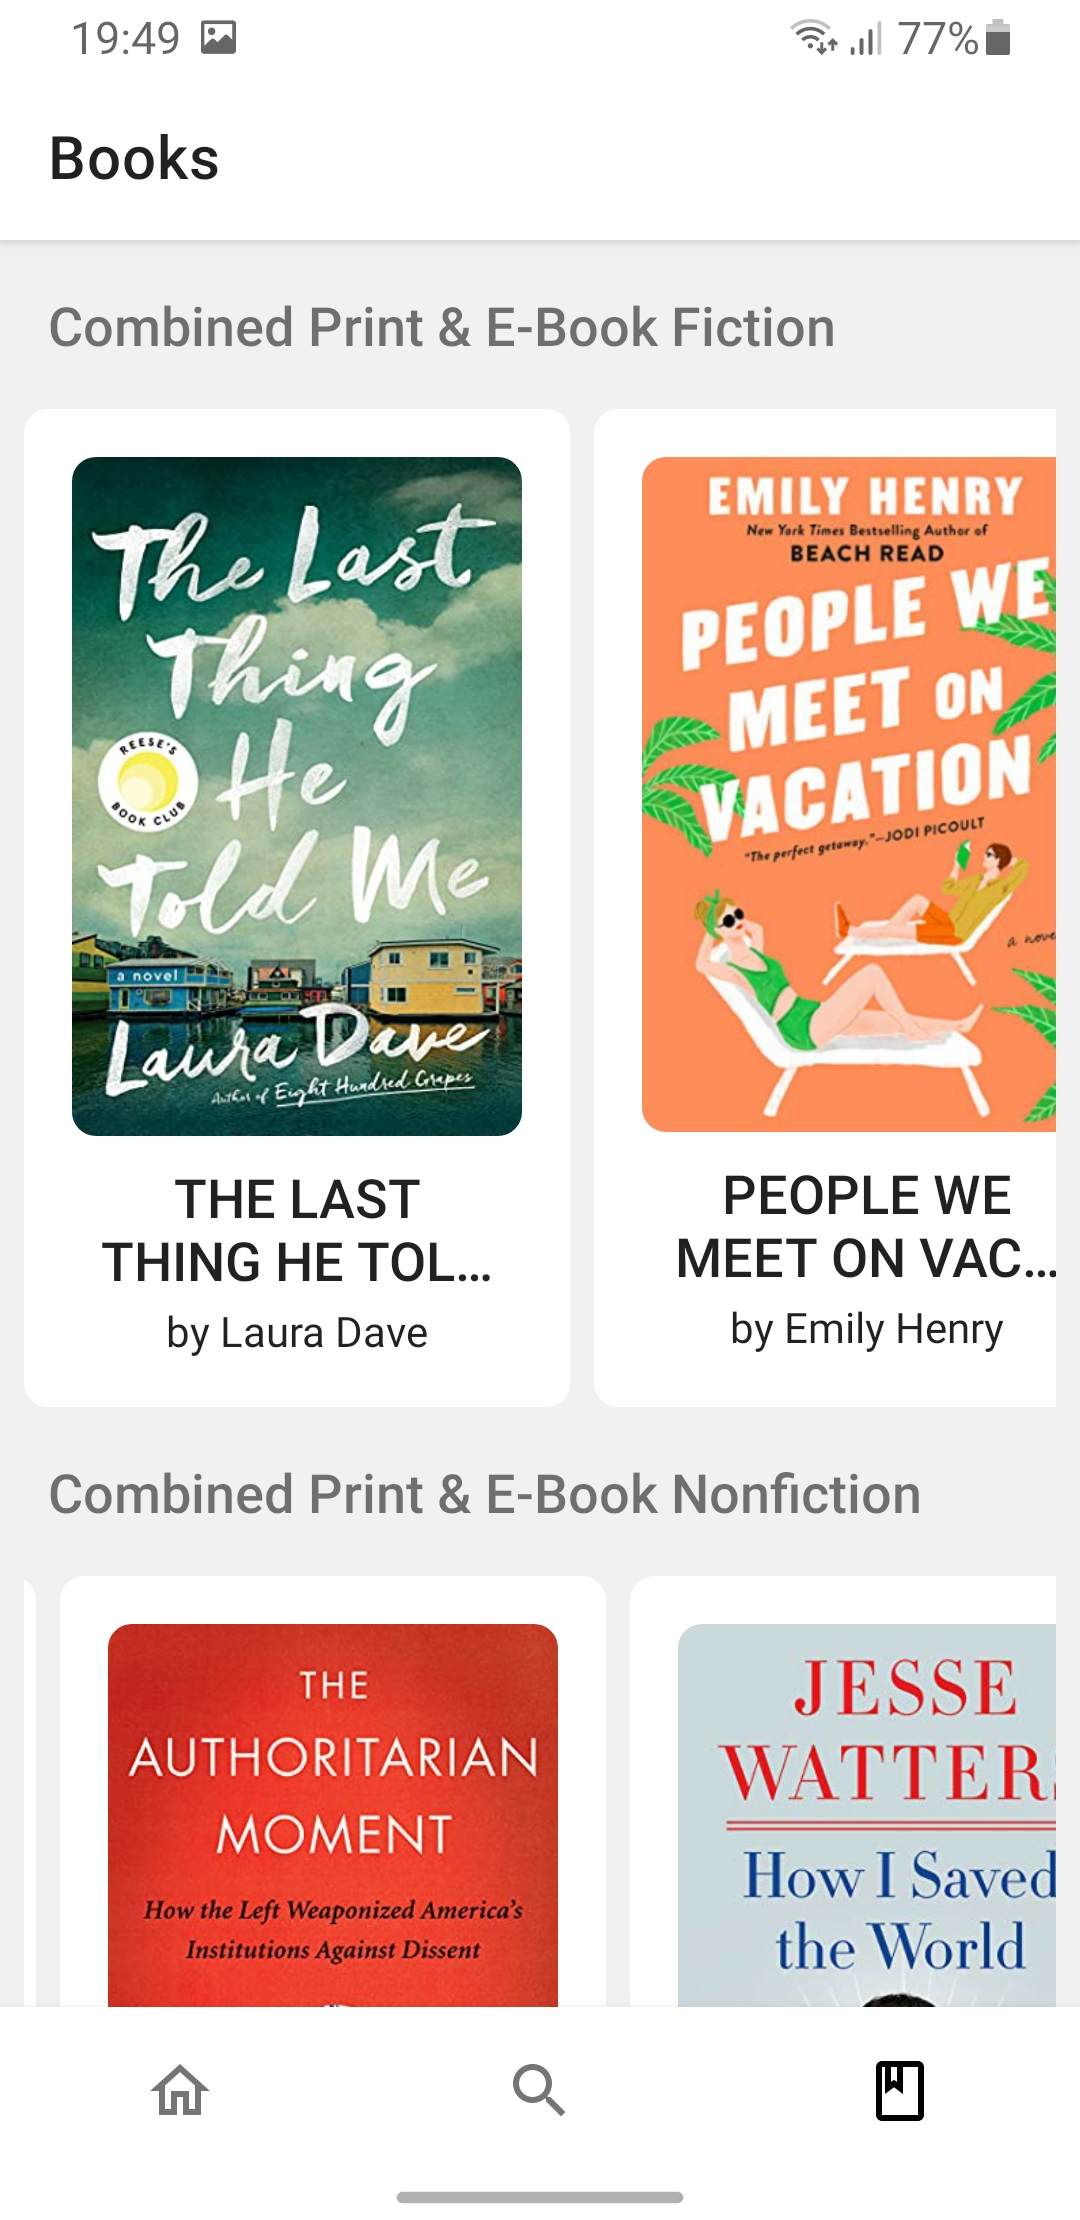 19:49
77%
Books
Combined Print & E-Book Fiction
The Last
Thing
He
Told Me
REESE'S
BOOK CLUB
a novel
Laura Dave
Author of Eight Hundred Grapes
THE LAST
THING HE TOL...
by Laura Dave
EMILY HENRY
New York Times Bestselling Author of
BEACH READ
PEOPLE WE
MEET ON
VACATION
"The perfect getaway."—JODI PICOULT
a nove
PEOPLE WE
MEET ON VAC...
by Emily Henry
Combined Print & E-Book Nonfiction
THE
AUTHORITARIAN
MOMENT
How the Left Weaponized America's
Institutions Against Dissent
JESSE
WATTERS
How I Saved
the World